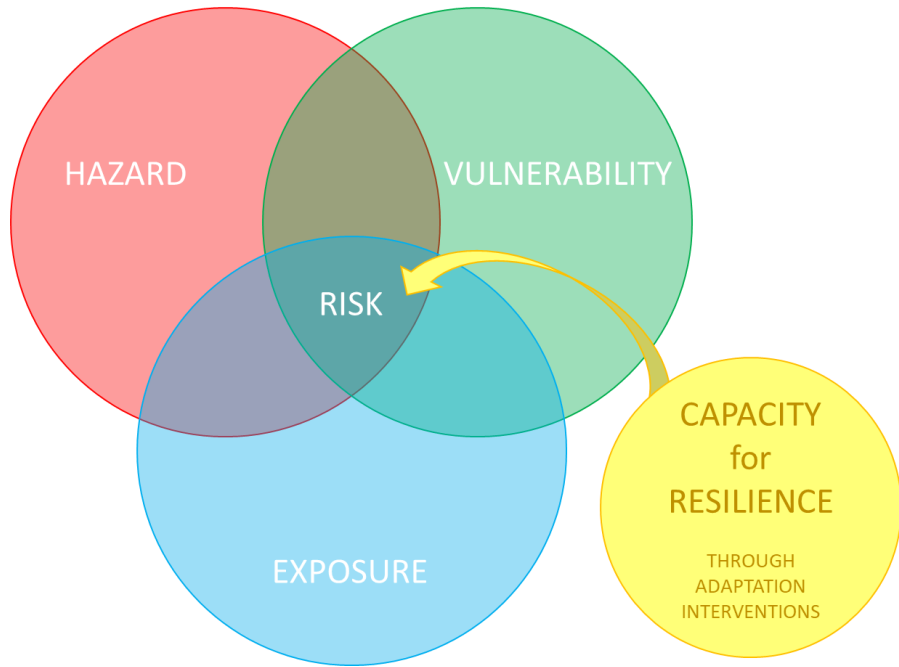 HAZARD
VULNERABILITY
RISK
CAPACITY
for
RESILIENCE
THROUGH
ADAPTATION
INTERVENTIONS
EXPOSURE